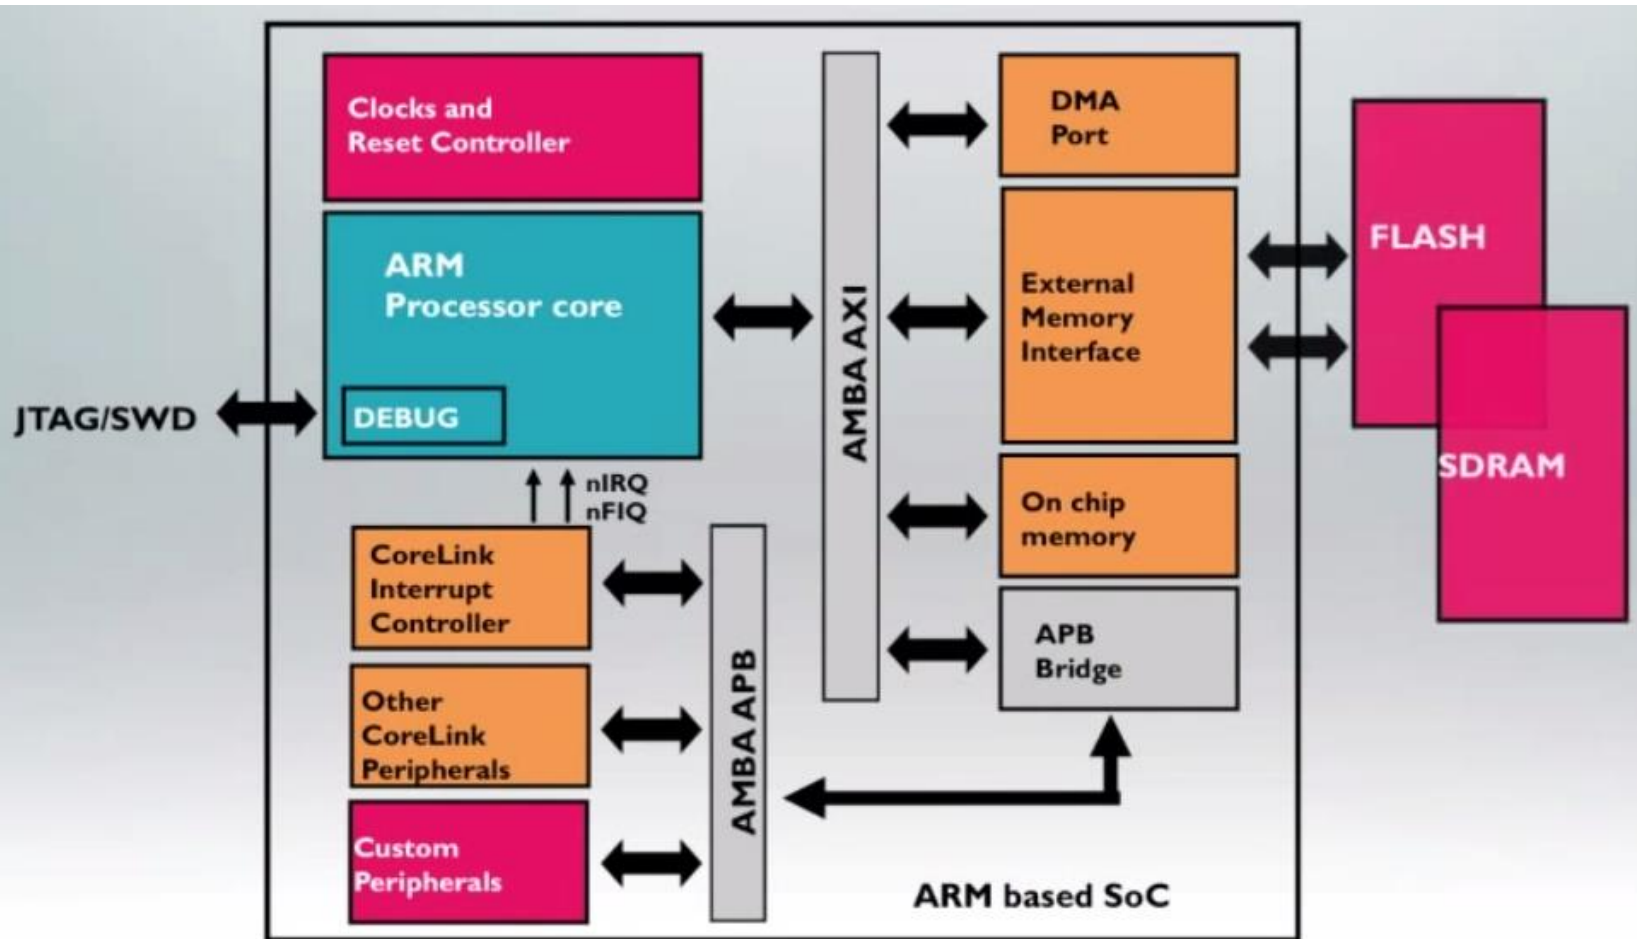 Clocks and
Reset Controller
ARM
Processor core
DEBUG
JTAG/SWD
nIRQ
nFIQ
CoreLink
Interrupt
Controller
Other
CoreLink
Peripherals
Custom
Peripherals
AMBA APB
AMBA AXI
DMA
Port
External
Memory
Interface
On chip
memory
APB
Bridge
FLASH
SDRAM
ARM based SoC